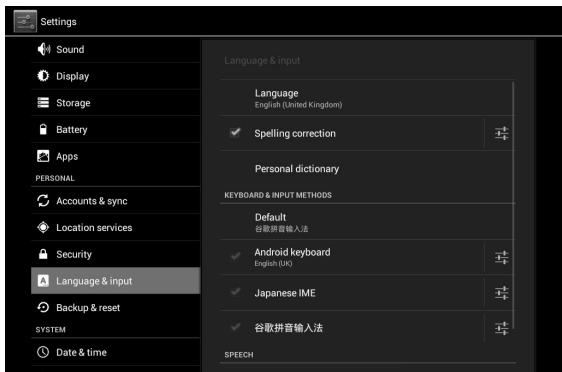 Settings
Sound
Display
Storage
Battery
Apps
PERSONAL
Accounts & sync
Location services
Security
A Language & input
Backup & reset
SYSTEM
Date & time
Language & input
Language
English (United Kingdom)
Spelling correction
Personal dictionary
KEYBOARD & INPUT METHODS
Default
谷歌拼音输入法
Android keyboard
English (UK)
Japanese IME
谷歌拼音输入法
SPEECH